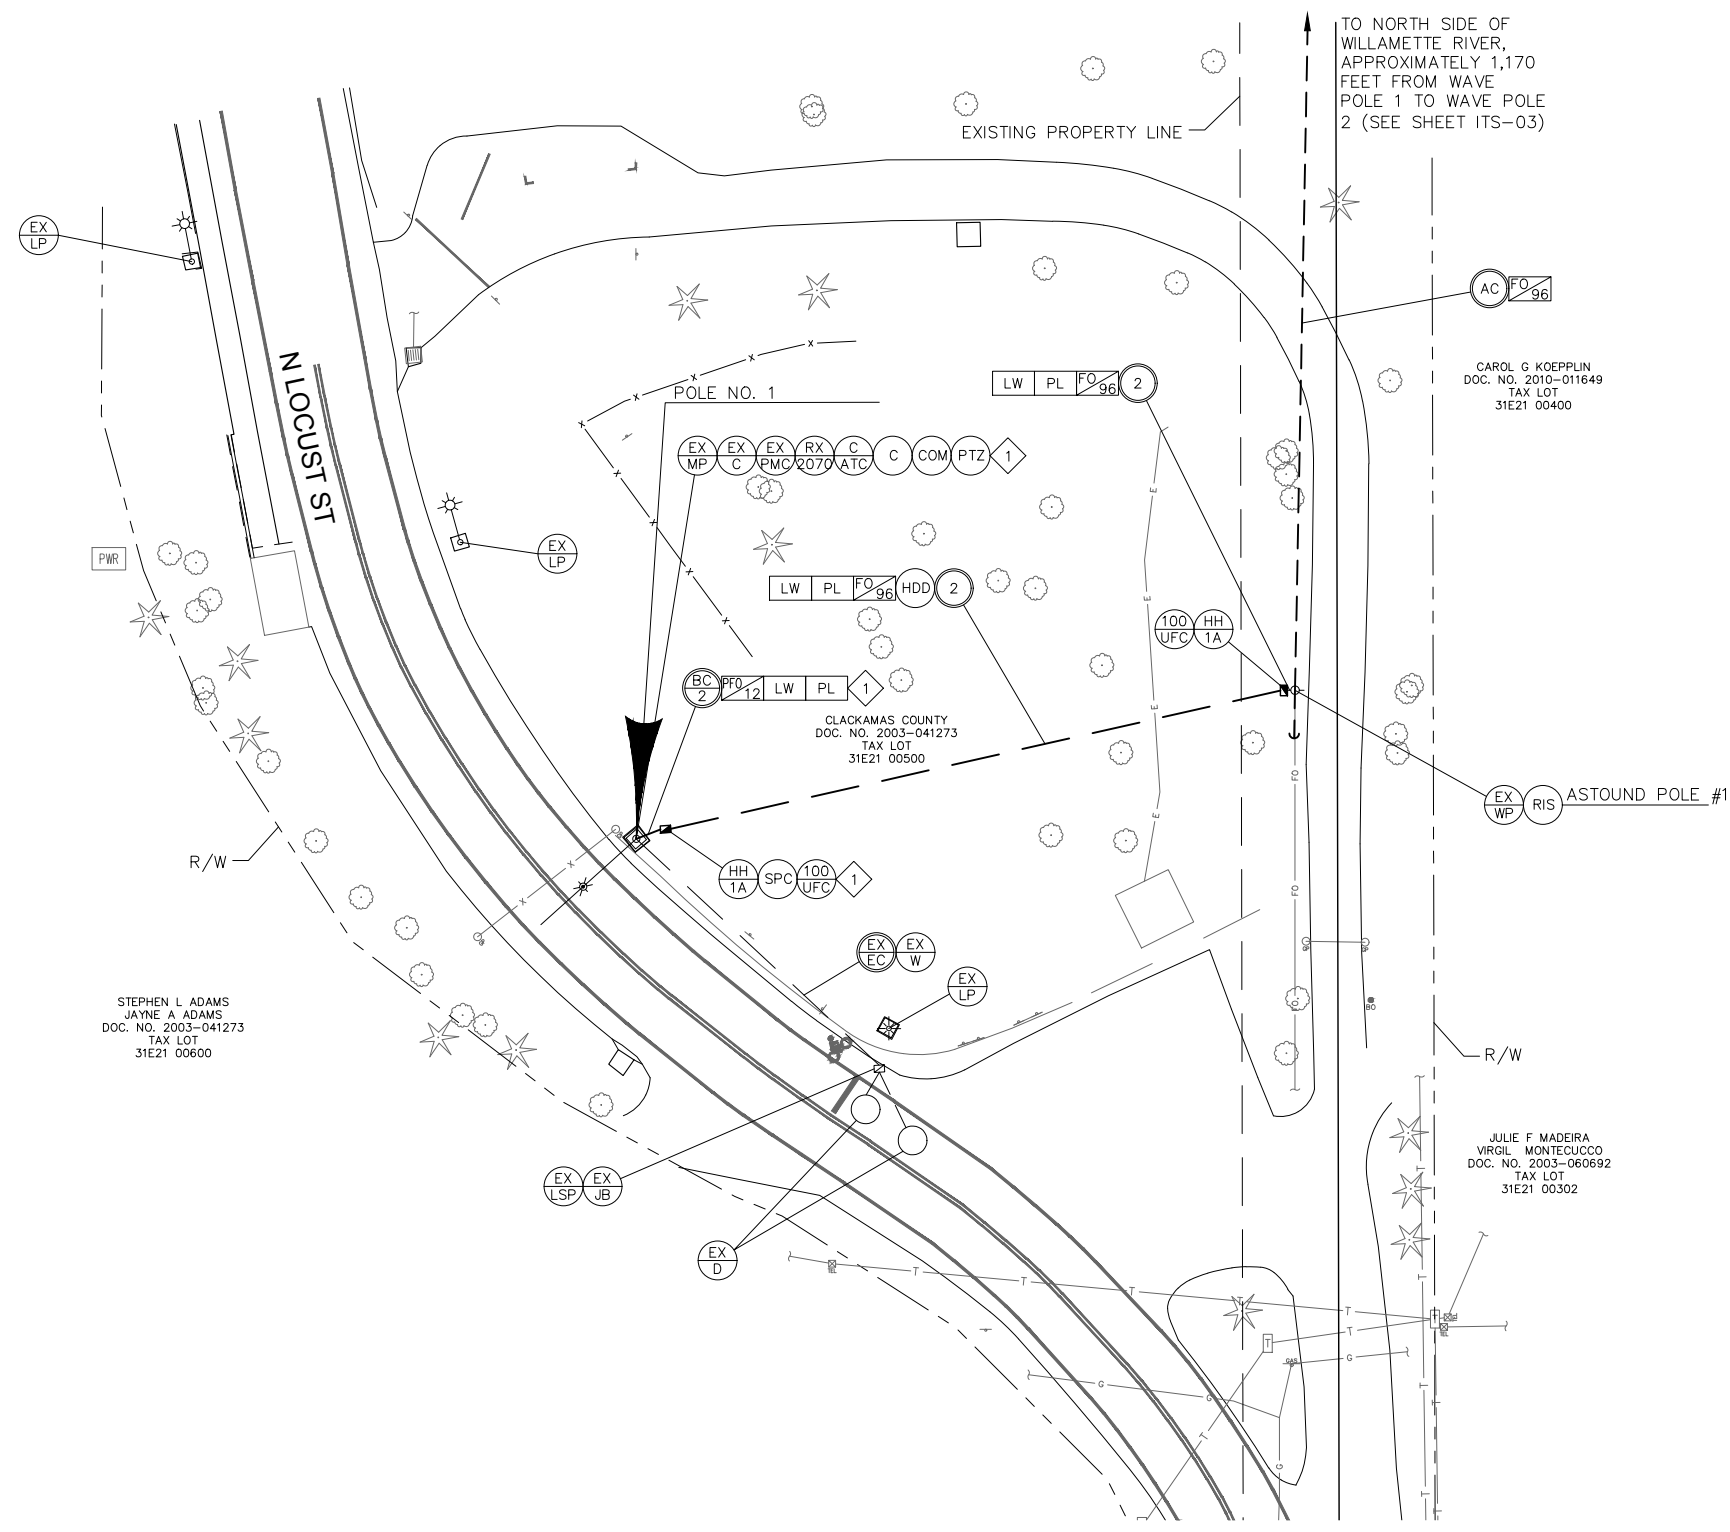 TO NORTH SIDE OF
WILLAMETTE RIVER,
APPROXIMATELY 1,170
FEET FROM WAVE
POLE 1 TO WAVE POLE
2 (SEE SHEET ITS-03)
EXISTING PROPERTY LINE
EX
LP
AC FO 96
N LOCUST ST
CAROL G KOEPPLIN
DOC. NO. 2010-011649
TAX LOT
31E21 00400
LW PL FO 96 2
POLE NO. 1
EX MP
EX C
EX PMC
RX 2070
C ATC
C
COM
PTZ
1
EX
LP
PWR
LW PL FO 96 HDD 2
100 UFC
HH 1A
BC 2
PFO 12
LW PL 1
CLACKAMAS COUNTY
DOC. NO. 2003-041273
TAX LOT
31E21 00500
EX WP
RIS
ASTOUND POLE #1
R/W
HH 1A
SPC
100 UFC
1
EX EC
EX W
EX
LP
STEPHEN L ADAMS
JAYNE A ADAMS
DOC. NO. 2003-041273
TAX LOT
31E21 00600
BO
R/W
JULIE F MADEIRA
VIRGIL MONTECUCCO
DOC. NO. 2003-060692
TAX LOT
31E21 00302
EX LSP
EX JB
EX
D
X
X
X
X
X
X
X
X
X
X
E
E
E
E
E
FO
FO
T
T
T
T
T
T
T
T
T
G
G
G
G
GAS